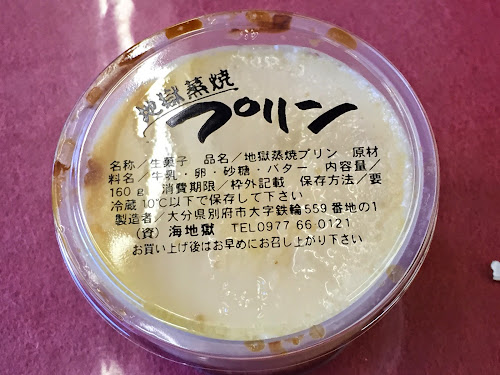 地獄蒸焼
プリン
名称／生菓子 品名／地獄蒸焼プリン 原材
料名／牛乳・卵・砂糖・バター 内容量／
160g 消費期限／枠外記載 保存方法／要
冷蔵10℃以下で保存して下さい
製造者／大分県別府市大字鉄輪559番地の1
(資) 海地獄 TEL0977 66 0121
お買い上げ後はお早めにお召し上がり下さい